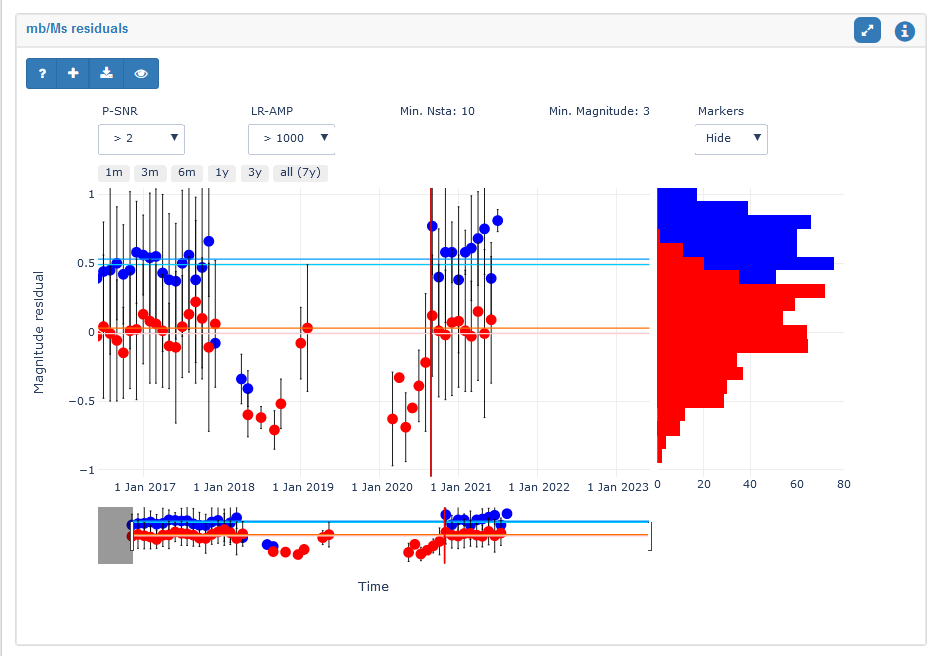 mb/Ms residuals
?
P-SNR LR-AMP Min. Nsta: 10 Min. Magnitude: 3 Markers
> 2 > 1000 Hide
1m 3m 6m 1y 3y all (7y)
1
0.5
0
−0.5
−1
Magnitude residual
1 Jan 2017 1 Jan 2018 1 Jan 2019 1 Jan 2020 1 Jan 2021 1 Jan 2022 1 Jan 2023
0 20 40 60 80
Time